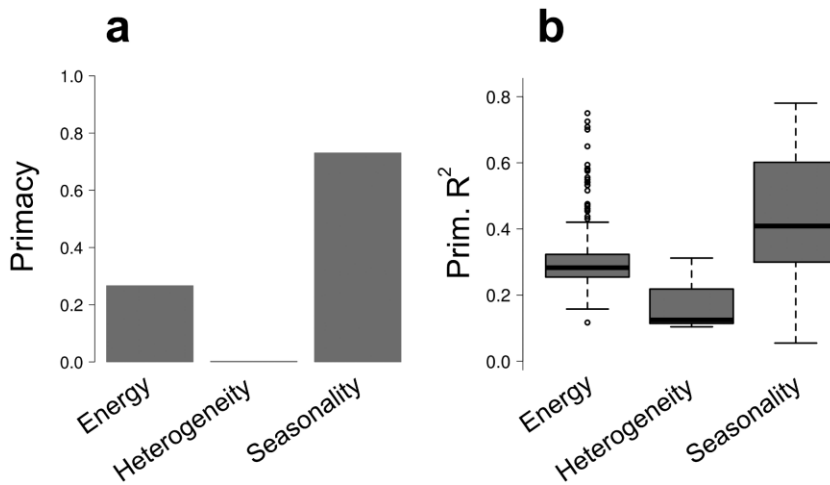 a
Primacy
1.0
0.8
0.6
0.4
0.2
0.0
Energy
Heterogeneity
Seasonality
b
Prim. R²
0.8
0.6
0.4
0.2
0.0
Energy
Heterogeneity
Seasonality